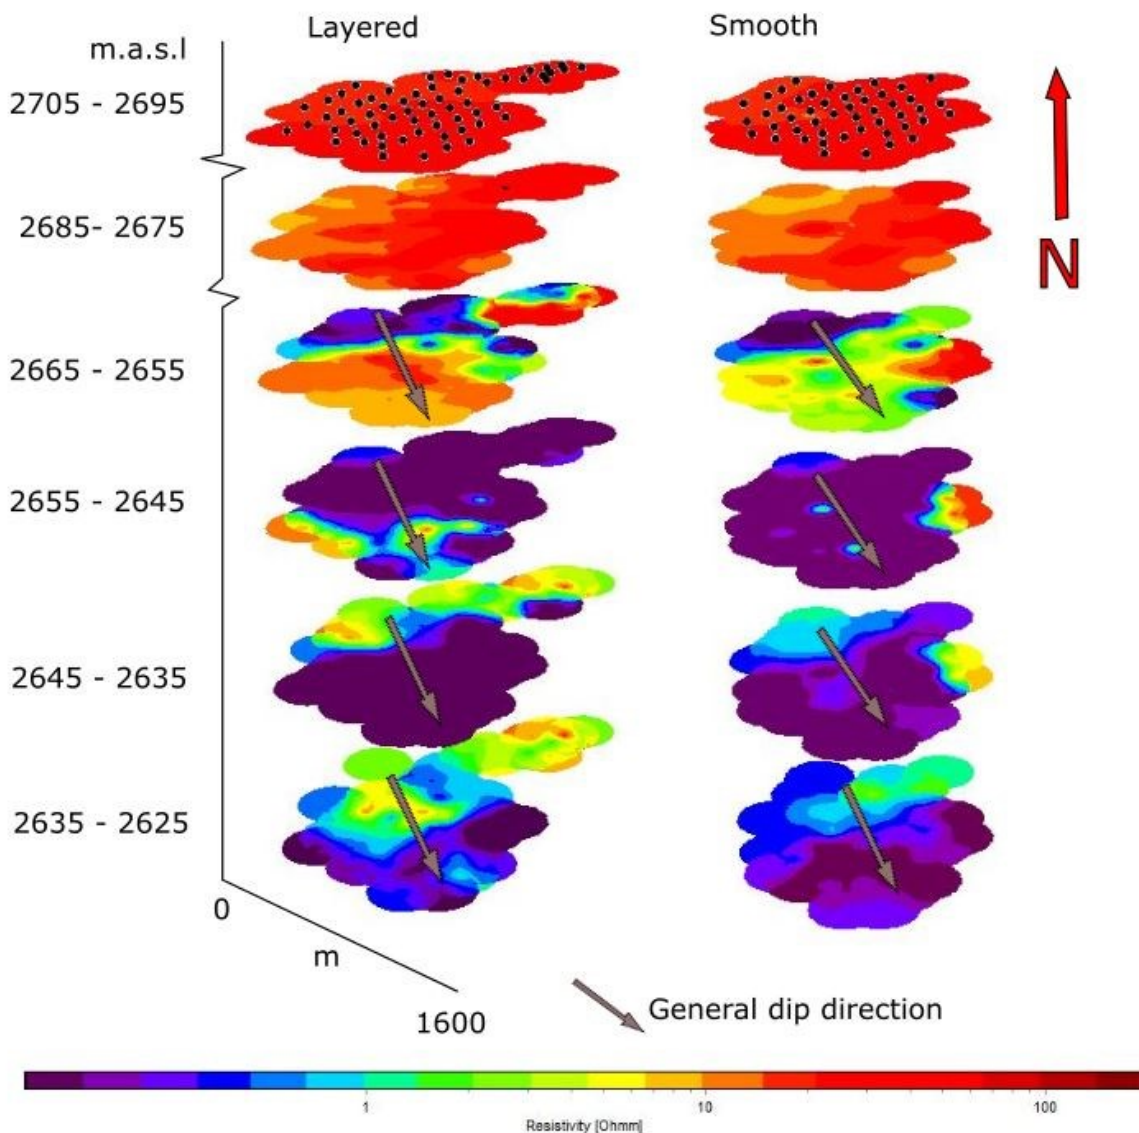 Layered
Smooth
m.a.s.l
2705 - 2695
2685- 2675
N
2665 - 2655
2655 - 2645
2645 - 2635
2635 - 2625
0
m
1600
General dip direction
1
10
100
Resistivity [Ohmm]